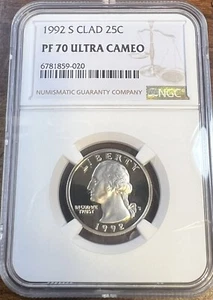 1992 S CLAD 25C
PF 70 ULTRA CAMEO
6781859-020
NUMISMATIC GUARANTY COMPANY
NGC
LIBERTY
IN GOD WE
TRUST
S
1992